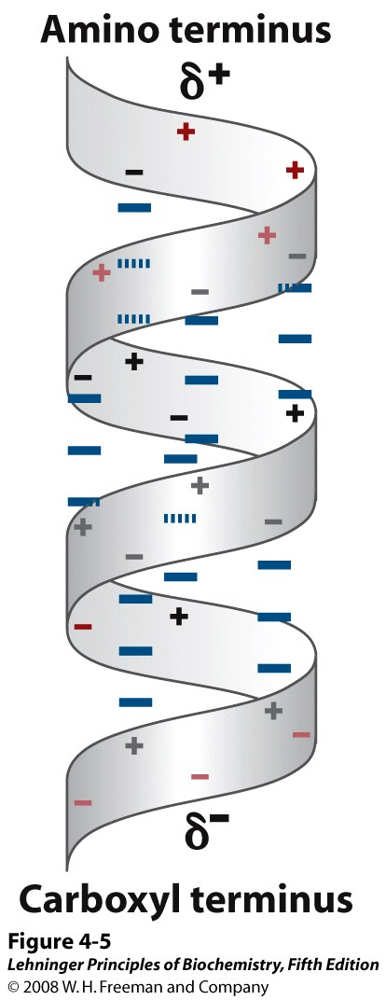 Amino terminus
δ+
δ−
Carboxyl terminus
Figure 4-5
Lehninger Principles of Biochemistry, Fifth Edition
© 2008 W. H. Freeman and Company